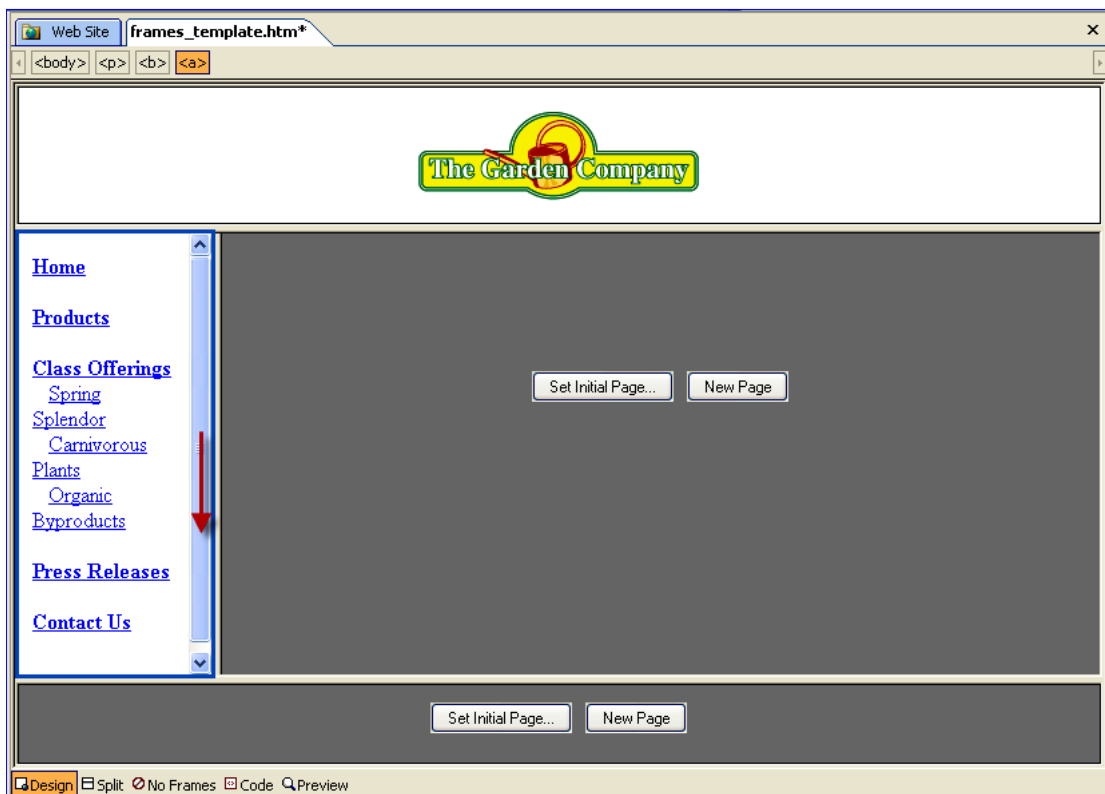 Web Site frames_template.htm*
<body> <p> <b> <a>
The Garden Company
Home
Products
Class Offerings
Spring
Splendor
Carnivorous
Plants
Organic
Byproducts
Press Releases
Contact Us
Set Initial Page... New Page
Set Initial Page... New Page
Design Split No Frames Code Preview